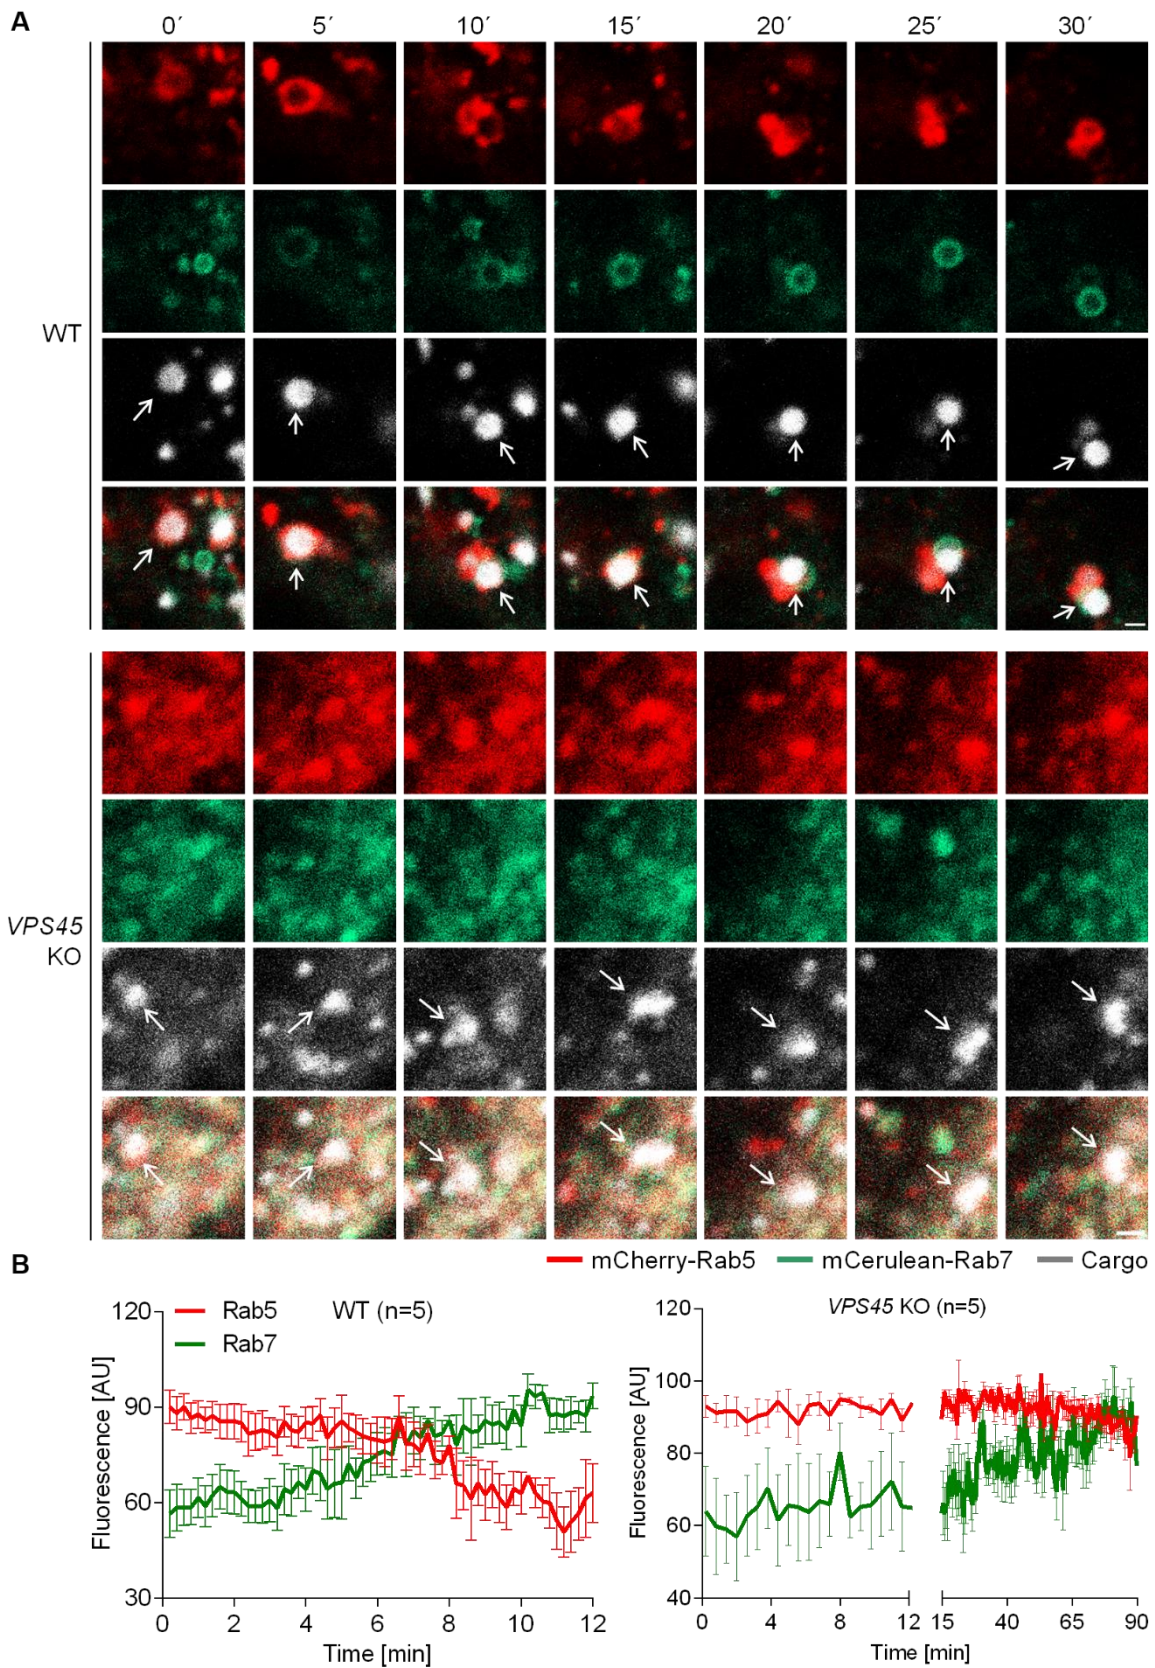 A
0´ 5´ 10´ 15´ 20´ 25´ 30´
WT
VPS45
KO
B
mCherry-Rab5 mCerulean-Rab7 Cargo
Rab5
Rab7
WT (n=5)
Fluorescence [AU]
120
90
60
30
0 2 4 6 8 10 12
Time [min]
VPS45 KO (n=5)
Fluorescence [AU]
120
100
80
60
40
0 4 8 12 15 40 65 90
Time [min]